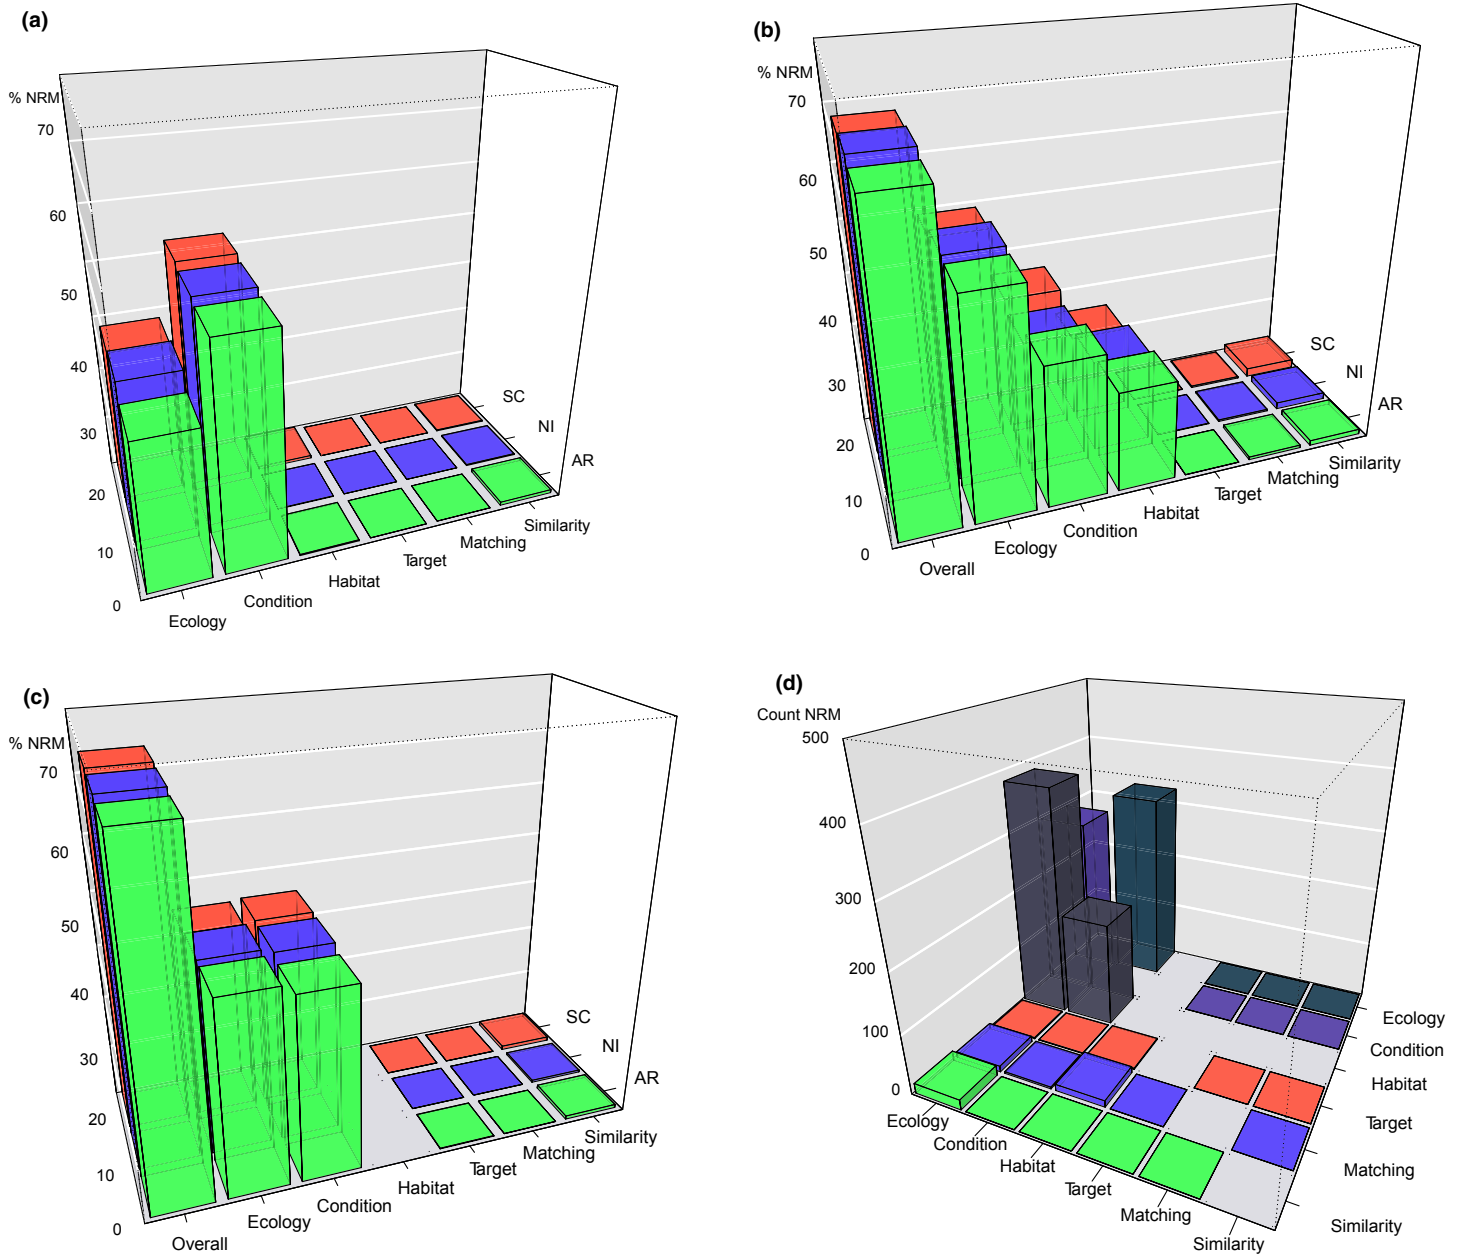 (a)
% NRM
70
60
50
40
30
20
10
0
SC
NI
AR
Similarity
Matching
Target
Habitat
Condition
Ecology
(b)
% NRM
70
60
50
40
30
20
10
0
SC
NI
AR
Similarity
Matching
Target
Habitat
Condition
Ecology
Overall
(c)
% NRM
70
60
50
40
30
20
10
0
SC
NI
AR
Similarity
Matching
Target
Habitat
Condition
Ecology
Overall
(d)
Count NRM
500
400
300
200
100
0
Ecology
Condition
Habitat
Target
Matching
Similarity
Ecology
Condition
Habitat
Target
Matching
Similarity